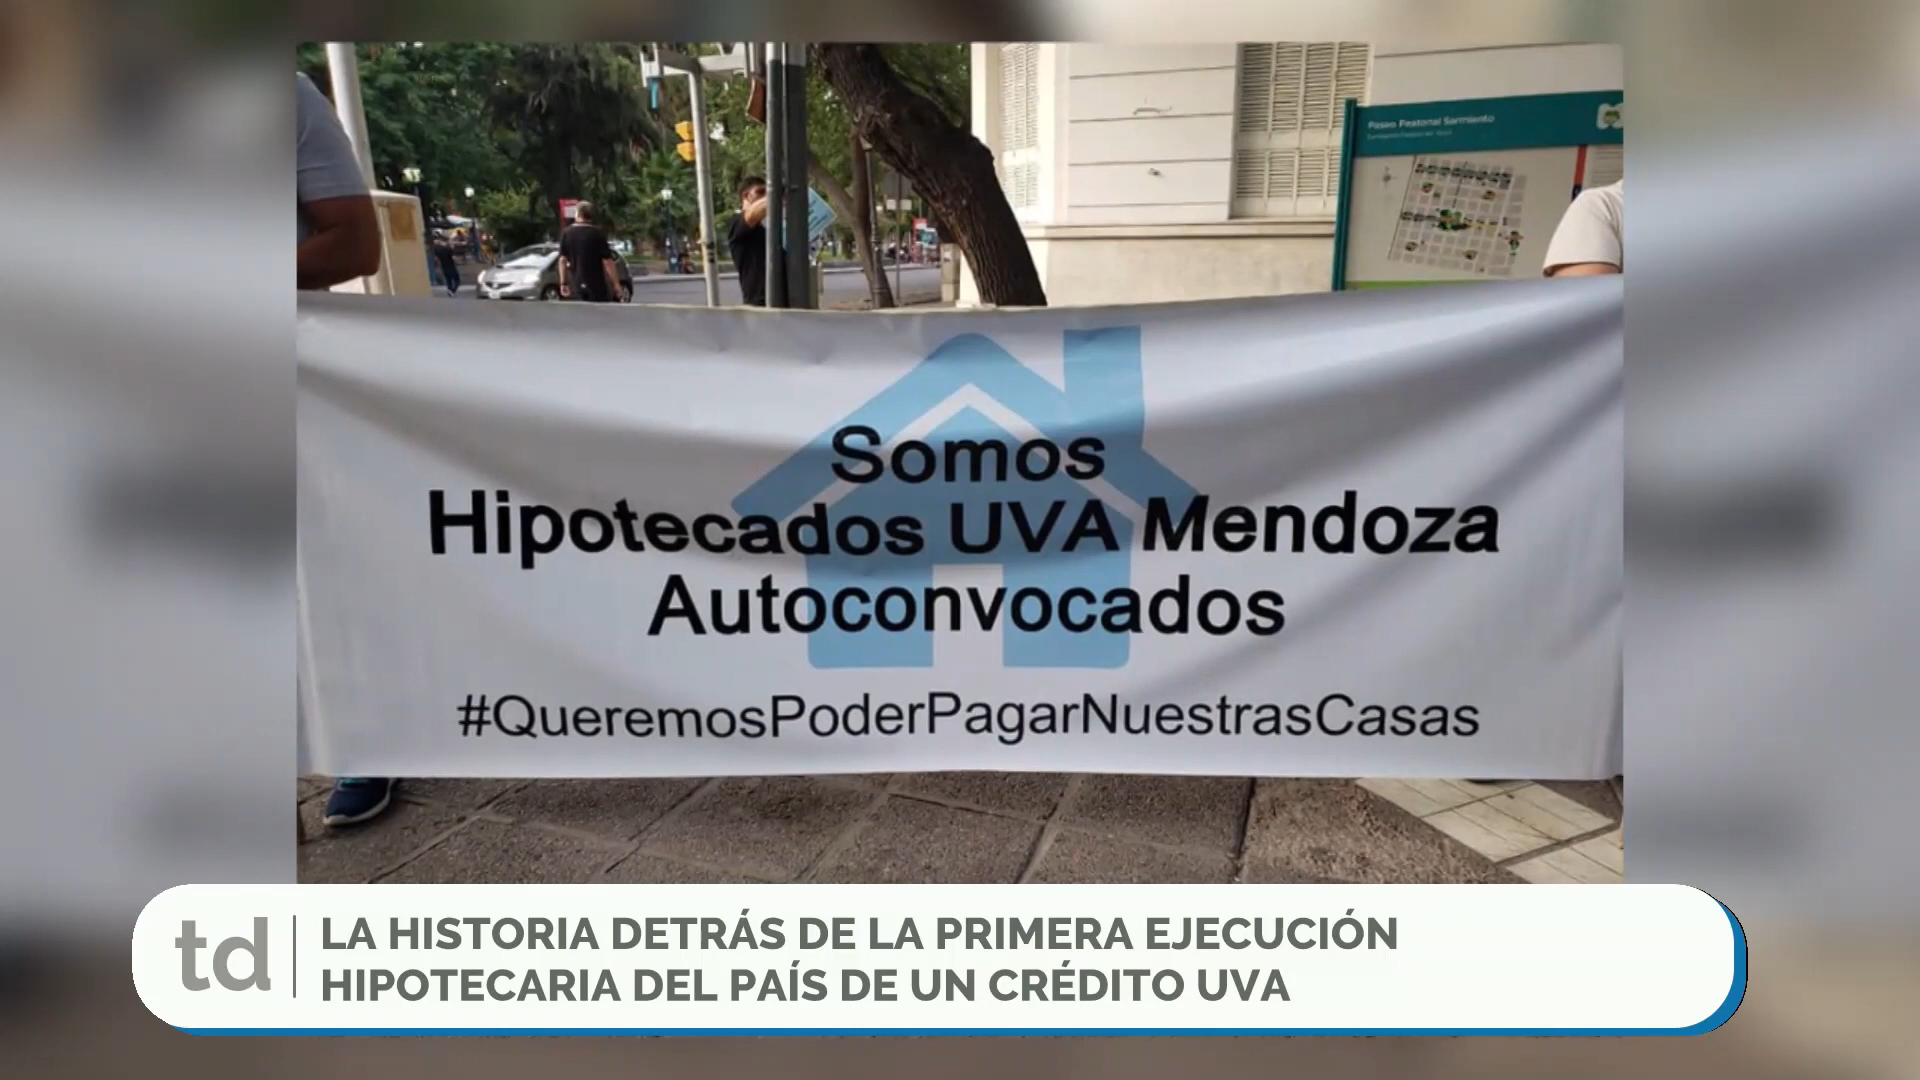 Paseo Peatonal Sarmiento
Somos
Hipotecados UVA Mendoza
Autoconvocados
#QueremosPoderPagarNuestrasCasas
td
LA HISTORIA DETRÁS DE LA PRIMERA EJECUCIÓN
HIPOTECARIA DEL PAÍS DE UN CRÉDITO UVA